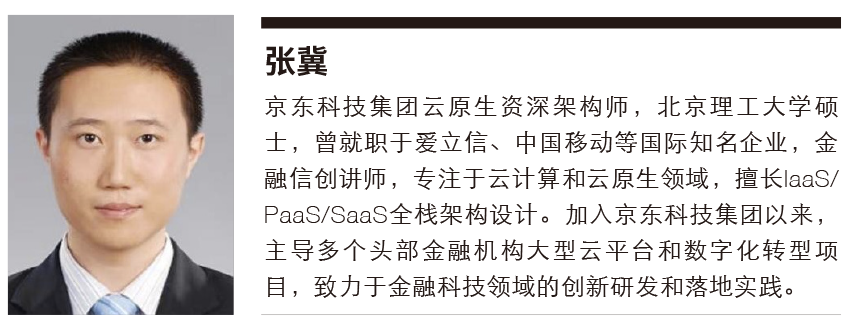 张冀
京东科技集团云原生资深架构师，北京理工大学硕
士，曾就职于爱立信、中国移动等国际知名企业，金
融信创讲师，专注于云计算和云原生领域，擅长IaaS/
PaaS/SaaS全栈架构设计。加入京东科技集团以来，
主导多个头部金融机构大型云平台和数字化转型项
目，致力于金融科技领域的创新研发和落地实践。